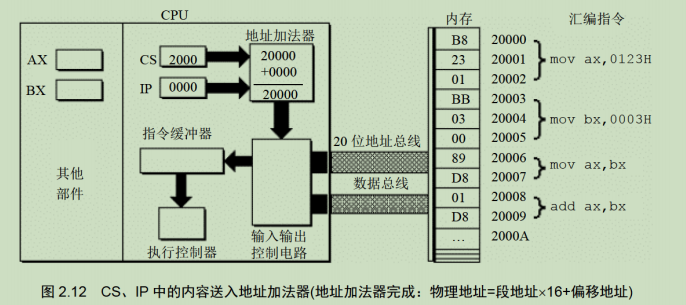 CPU
内存
汇编指令
地址加法器
AX
BX
CS
2000
IP
0000
20000
+0000
20000
指令缓冲器
20 位地址总线
数据总线
其他
部件
执行控制器
输入输出
控制电路
B8 20000
23 20001
01 20002
mov ax,0123H
BB 20003
03 20004
00 20005
mov bx,0003H
89 20006
D8 20007
mov ax,bx
01 20008
D8 20009
add ax,bx
… 2000A
图 2.12 CS、IP 中的内容送入地址加法器(地址加法器完成：物理地址=段地址×16+偏移地址)